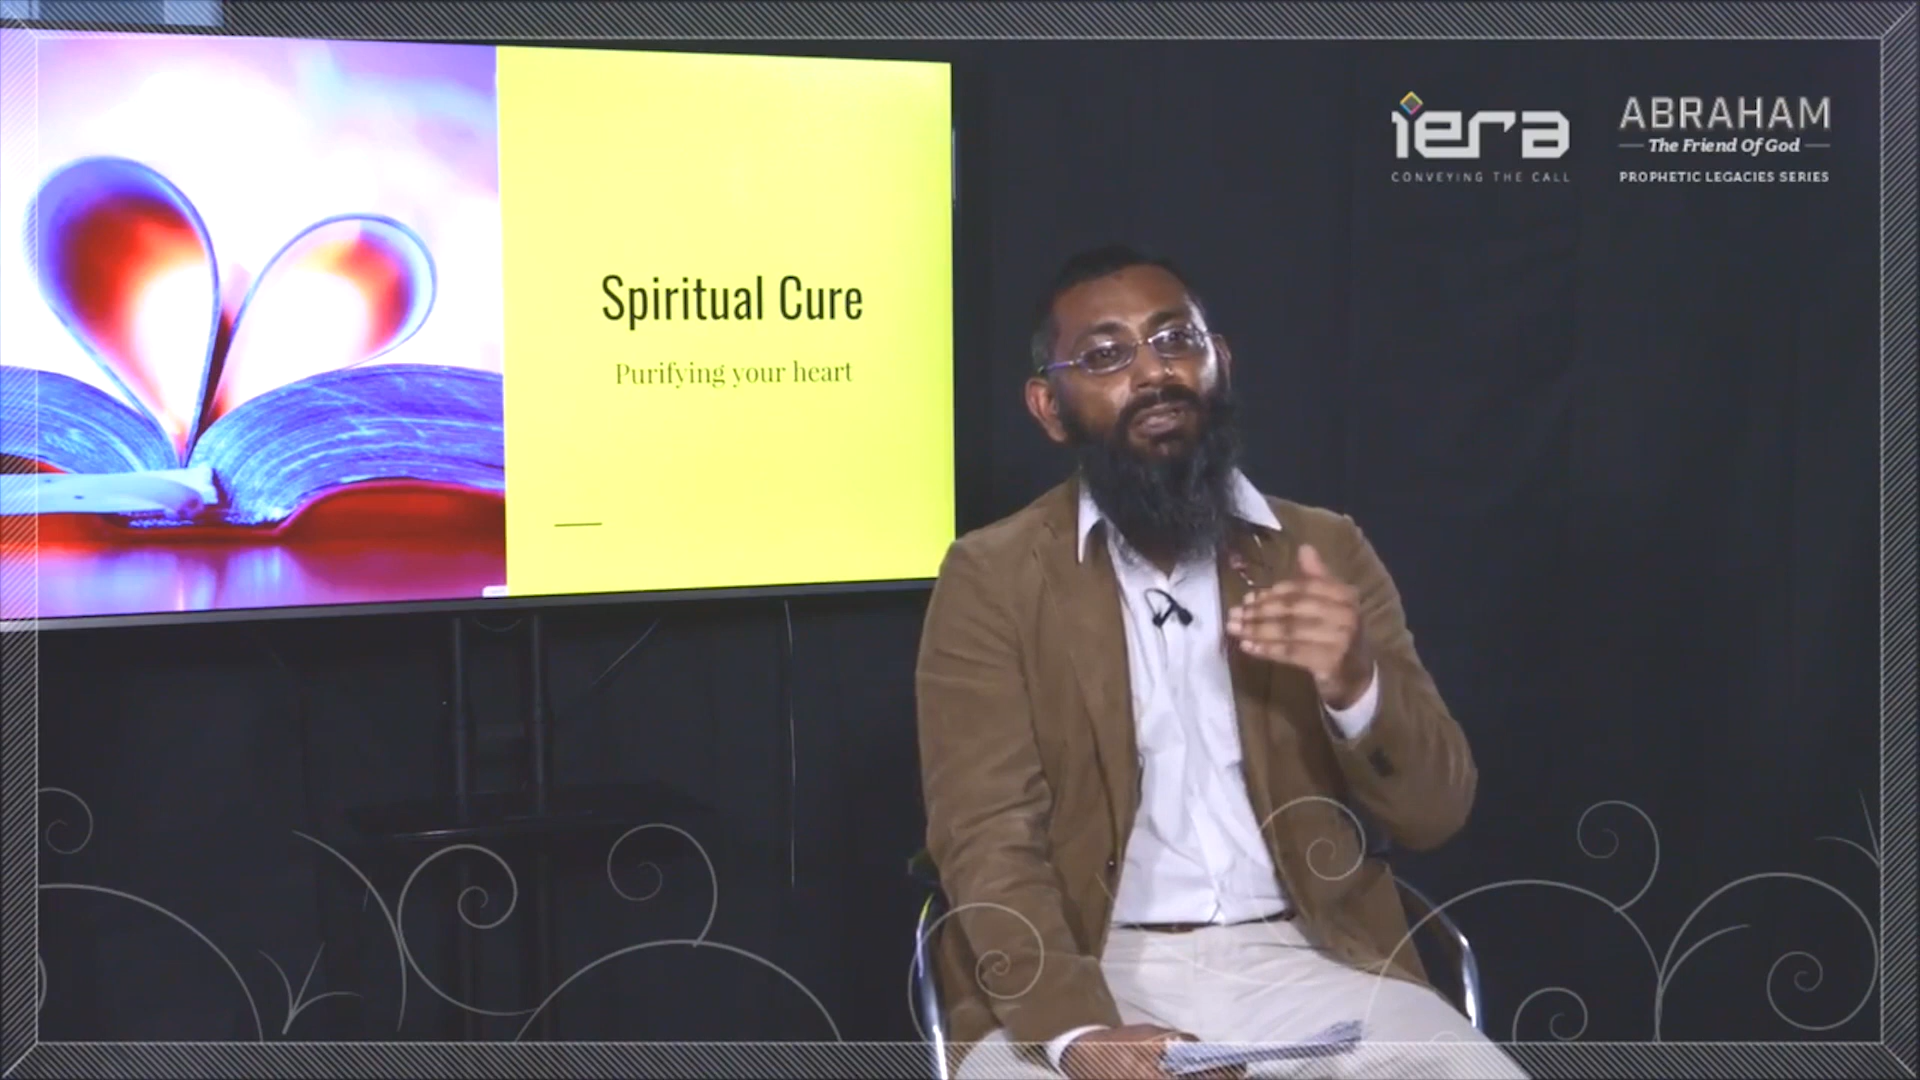 Spiritual Cure
Purifying your heart
iera
CONVEYING THE CALL
ABRAHAM
The Friend Of God
PROPHETIC LEGACIES SERIES